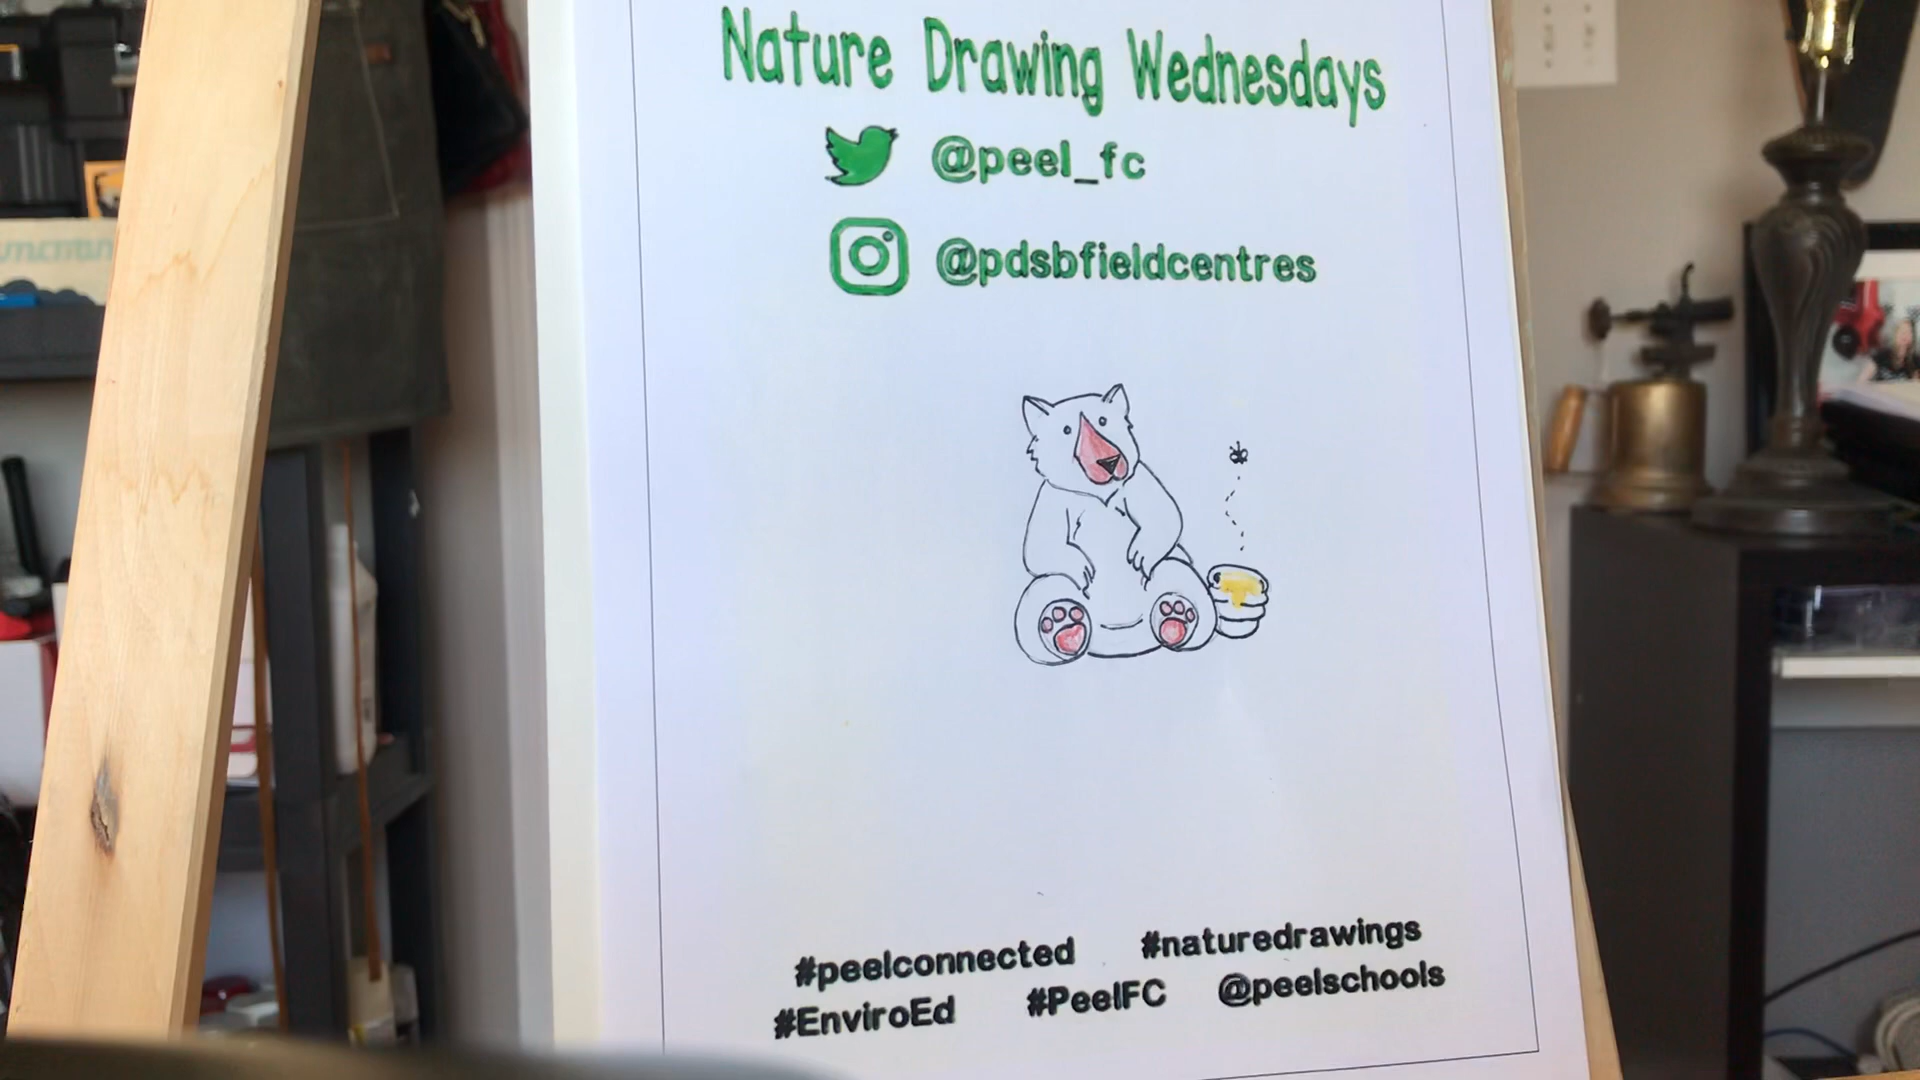 Nature Drawing Wednesdays
@peel_fc
@pdsbfieldcentres
#peelconnected #naturedrawings
#EnviroEd #PeelFC @peelschools